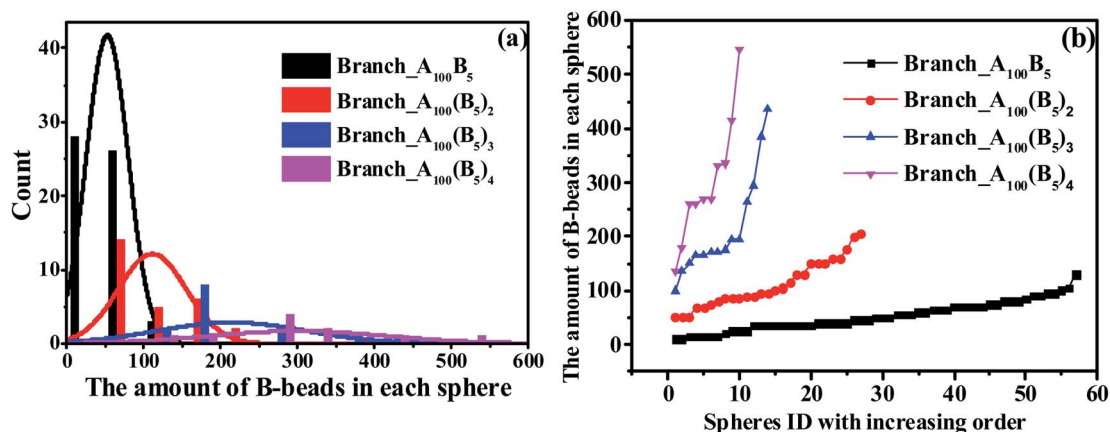 (a)
Branch_A100B5
Branch_A100(B5)2
Branch_A100(B5)3
Branch_A100(B5)4
Count
40
30
20
10
0
0 100 200 300 400 500 600
The amount of B-beads in each sphere
(b)
Branch_A100B5
Branch_A100(B5)2
Branch_A100(B5)3
Branch_A100(B5)4
The amount of B-beads in each sphere
600
500
400
300
200
100
0
0 10 20 30 40 50 60
Spheres ID with increasing order